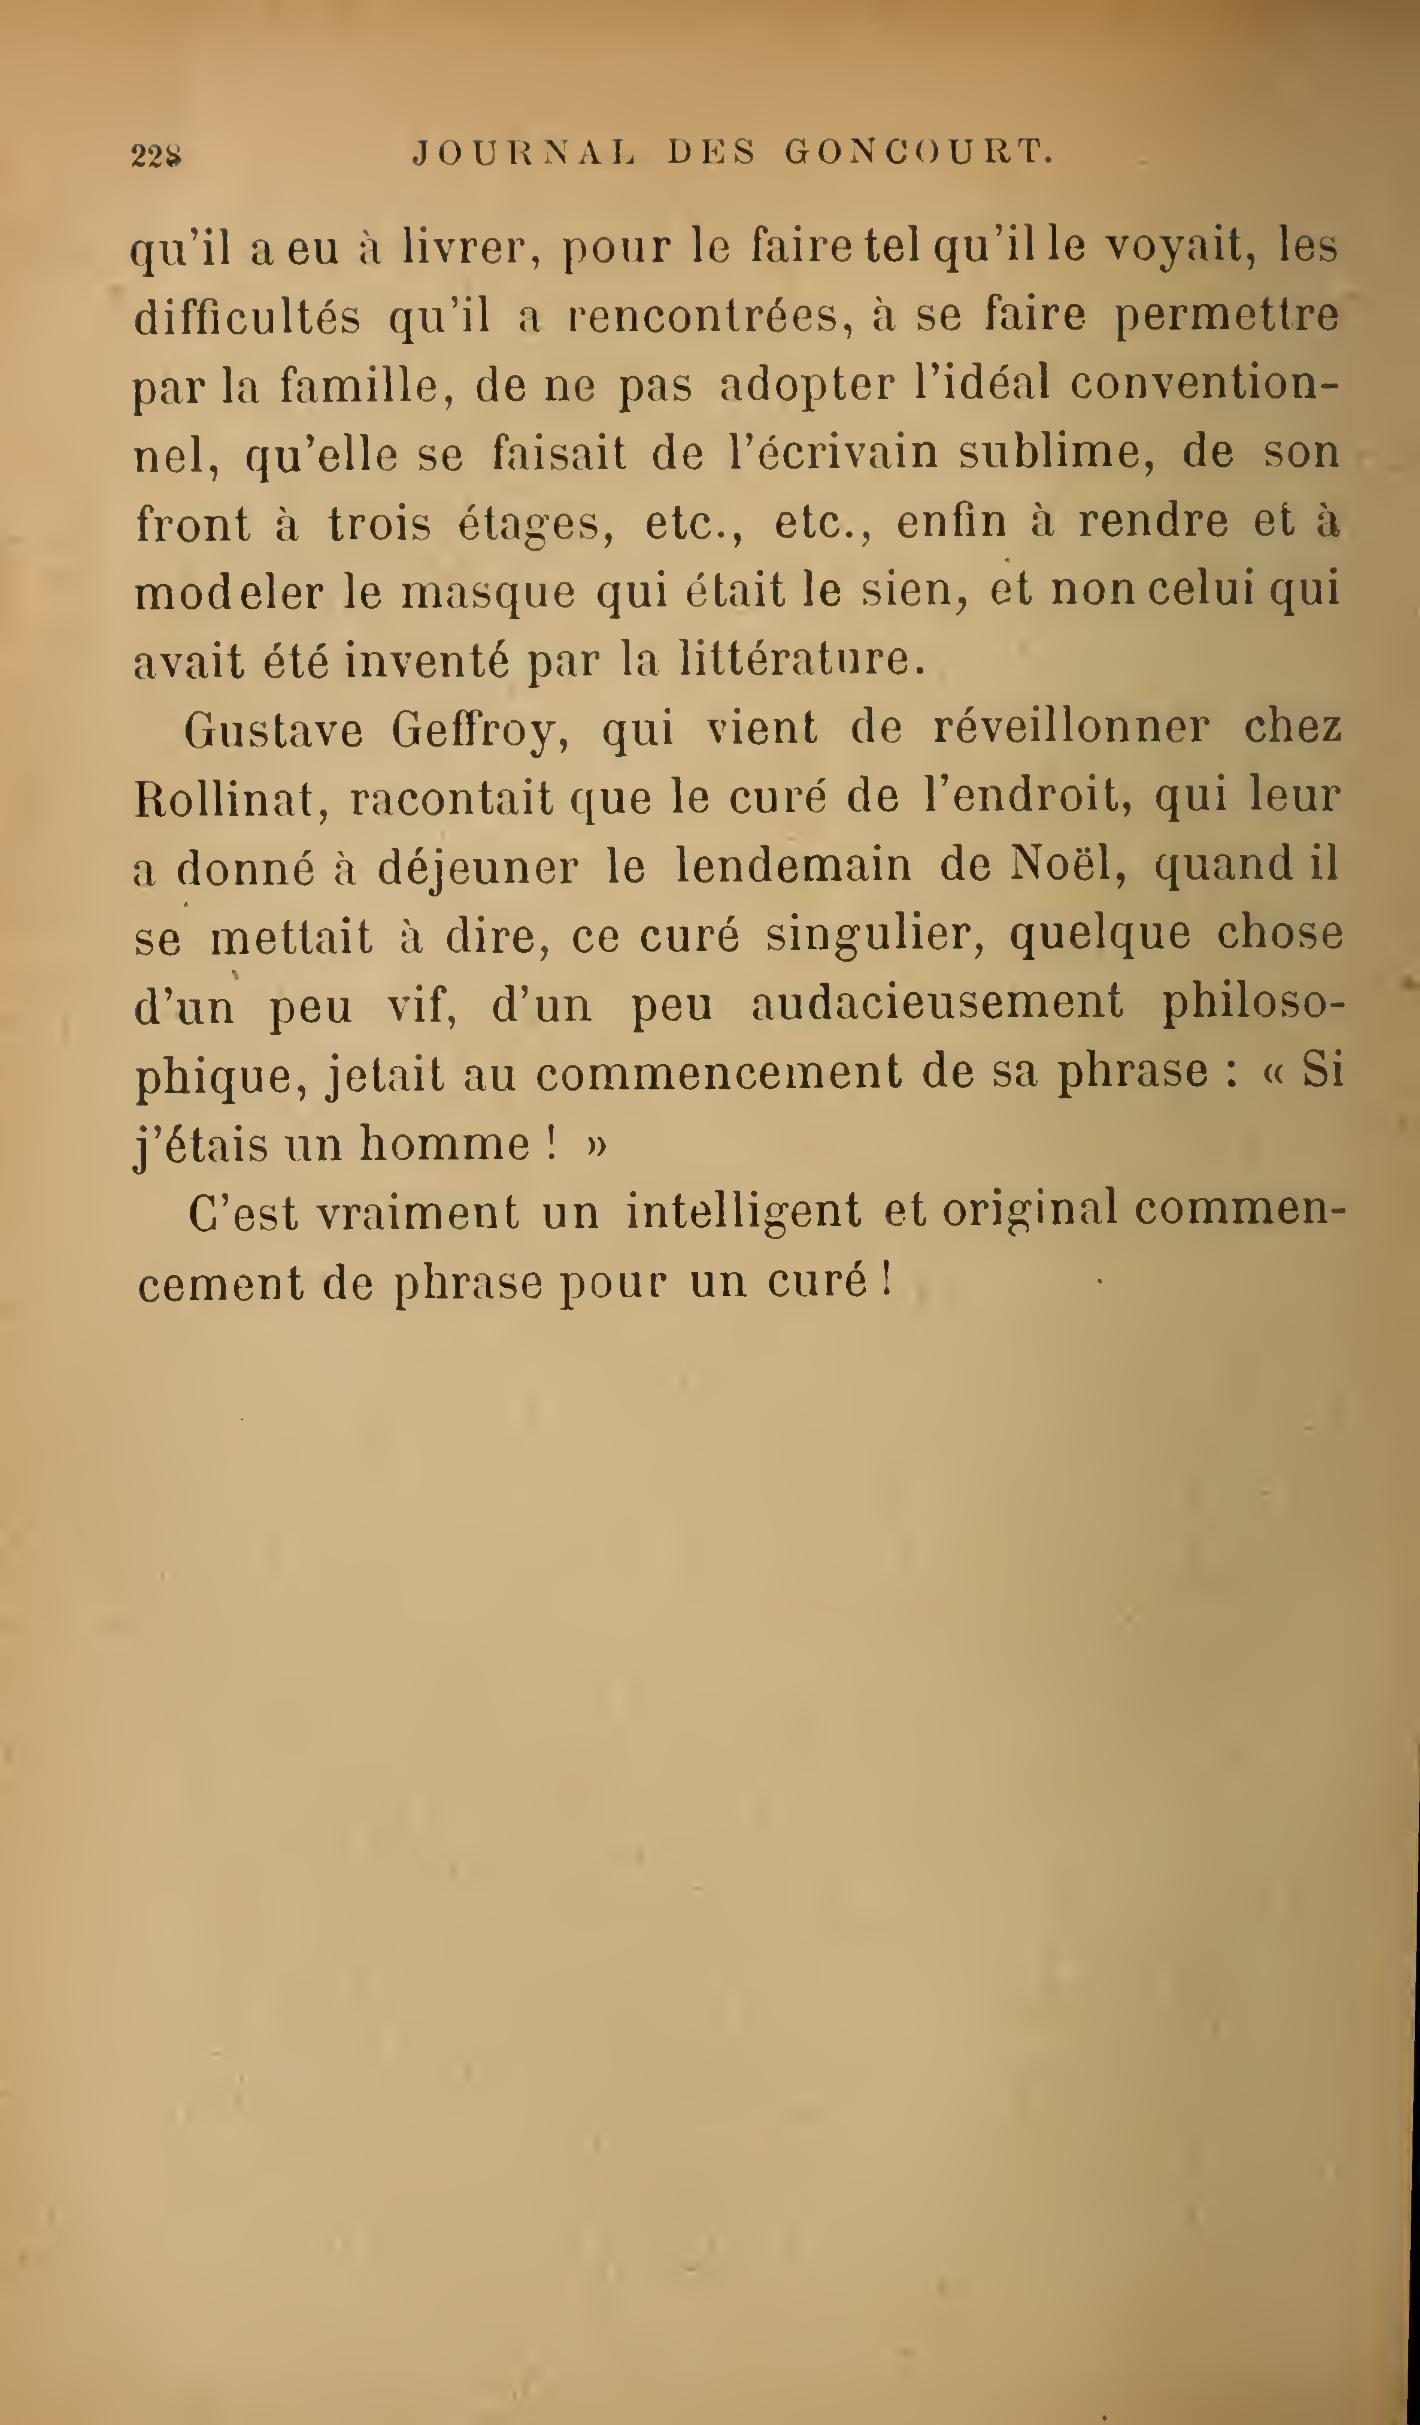 228 JOURNAL DES GONCOURT.
qu'il a eu à livrer, pour le faire tel qu'il le voyait, les
difficultés qu'il a rencontrées, à se faire permettre
par la famille, de ne pas adopter l'idéal convention-
nel, qu'elle se faisait de l'écrivain sublime, de son
front à trois étages, etc., etc., enfin à rendre et à
modeler le masque qui était le sien, et non celui qui
avait été inventé par la littérature.
Gustave Geffroy, qui vient de réveillonner chez
Rollinat, racontait que le curé de l'endroit, qui leur
a donné à déjeuner le lendemain de Noël, quand il
se mettait à dire, ce curé singulier, quelque chose
d'un peu vif, d'un peu audacieusement philoso-
phique, jetait au commencement de sa phrase : « Si
j'étais un homme ! »
C'est vraiment un intelligent et original commen-
cement de phrase pour un curé !